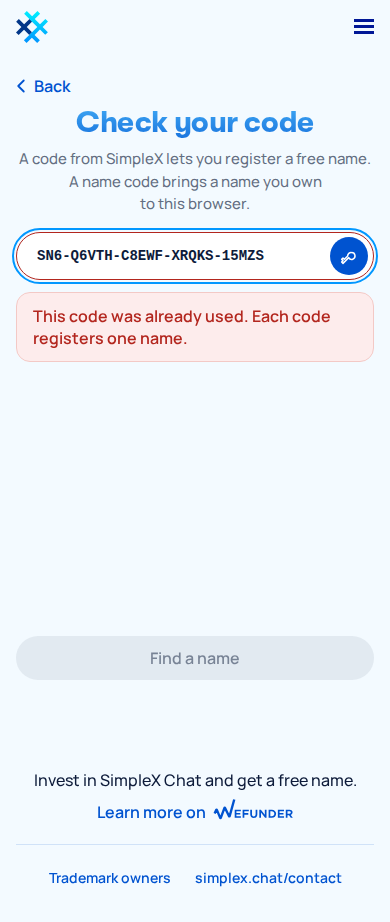 Back
Check your code
A code from SimpleX lets you register a free name.
A name code brings a name you own
to this browser.
SN6-Q6VTH-C8EWF-XRQKS-15MZS
This code was already used. Each code
registers one name.
Find a name
Invest in SimpleX Chat and get a free name.
Learn more on WEFUNDER
Trademark owners simplex.chat/contact